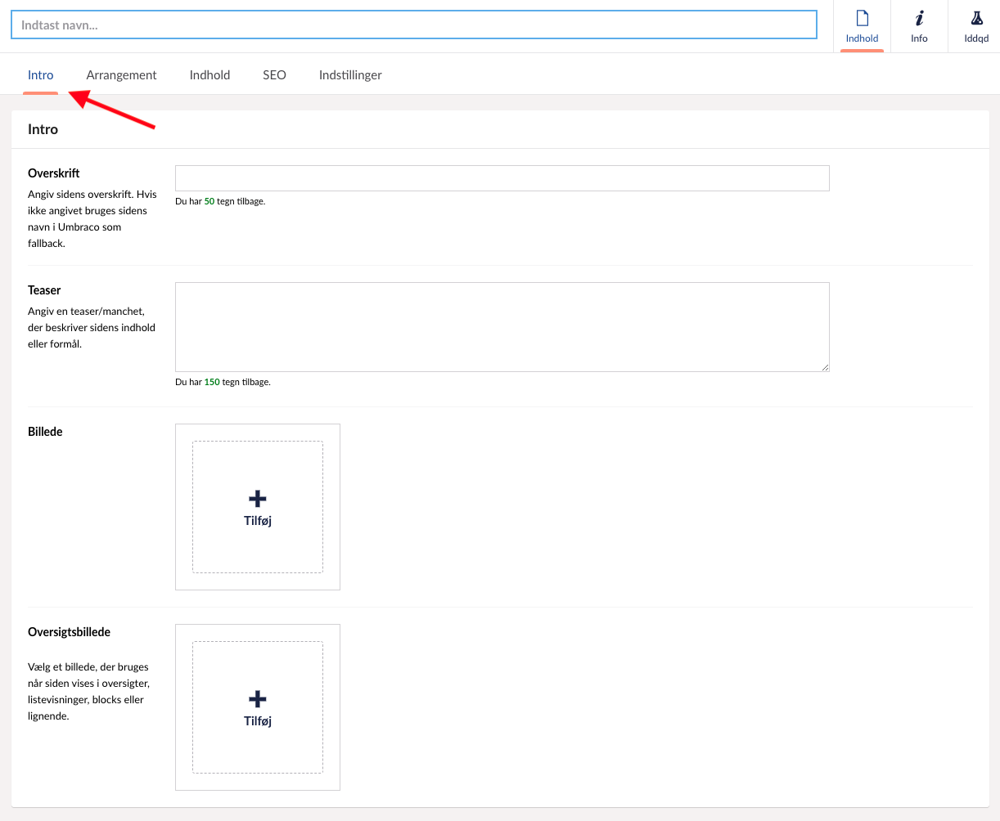 Indtast navn...
Indhold
Info
Iddqd
Intro
Arrangement
Indhold
SEO
Indstillinger
Intro
Overskrift
Angiv sidens overskrift. Hvis
ikke angivet bruges sidens
navn i Umbraco som
fallback.
Du har 50 tegn tilbage.
Teaser
Angiv en teaser/manchet,
der beskriver sidens indhold
eller formål.
Du har 150 tegn tilbage.
Billede
Tilføj
Oversigtsbillede
Vælg et billede, der bruges
når siden vises i oversigter,
listevisninger, blocks eller
lignende.
Tilføj